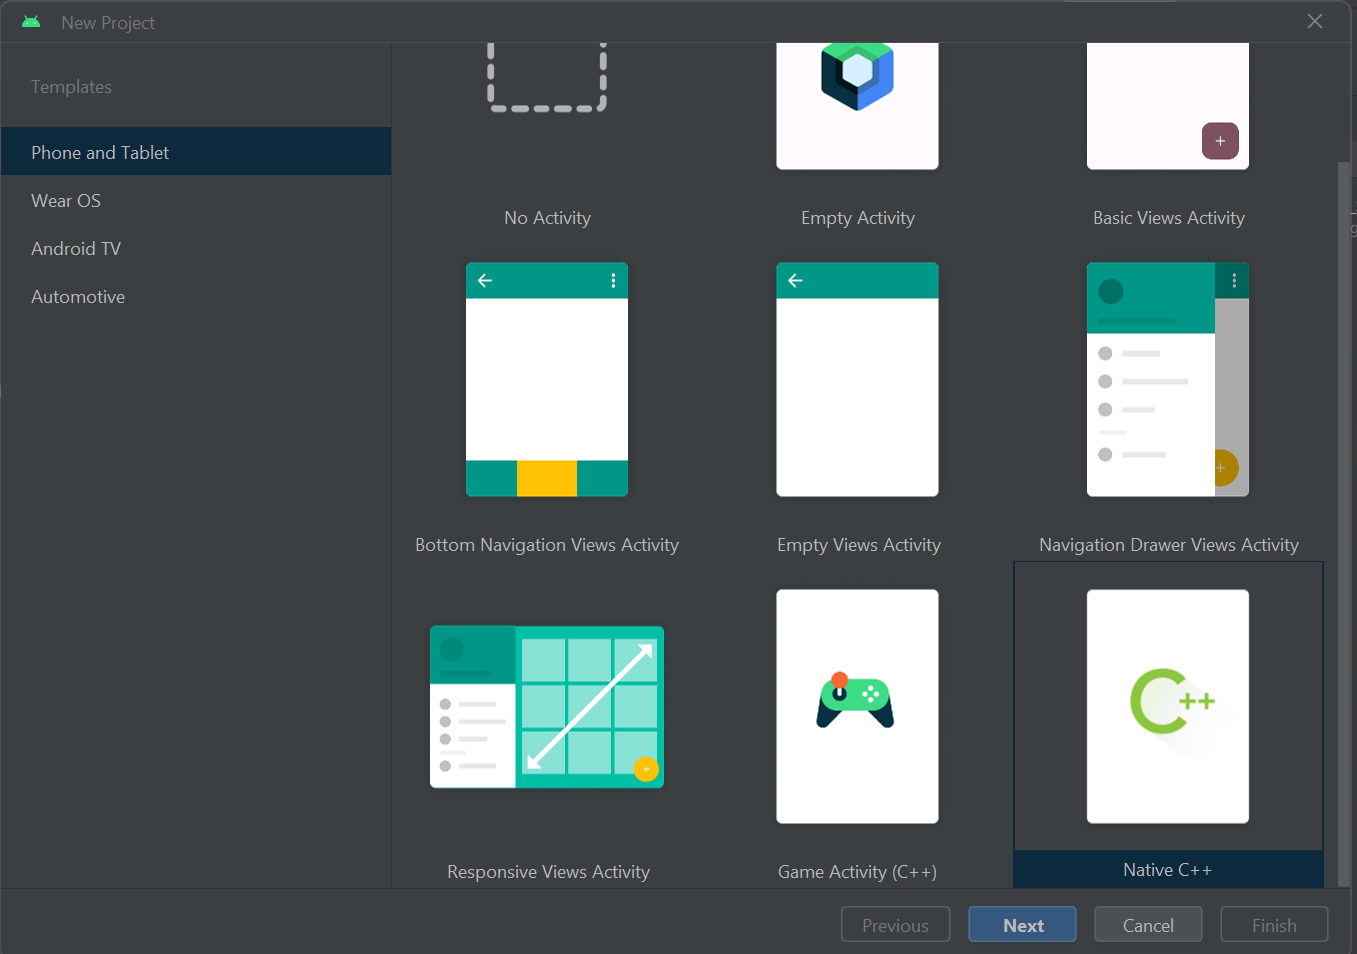 New Project
Templates
Phone and Tablet
Wear OS
Android TV
Automotive
No Activity
Empty Activity
Basic Views Activity
Bottom Navigation Views Activity
Empty Views Activity
Navigation Drawer Views Activity
Responsive Views Activity
Game Activity (C++)
C++
Native C++
Previous
Next
Cancel
Finish